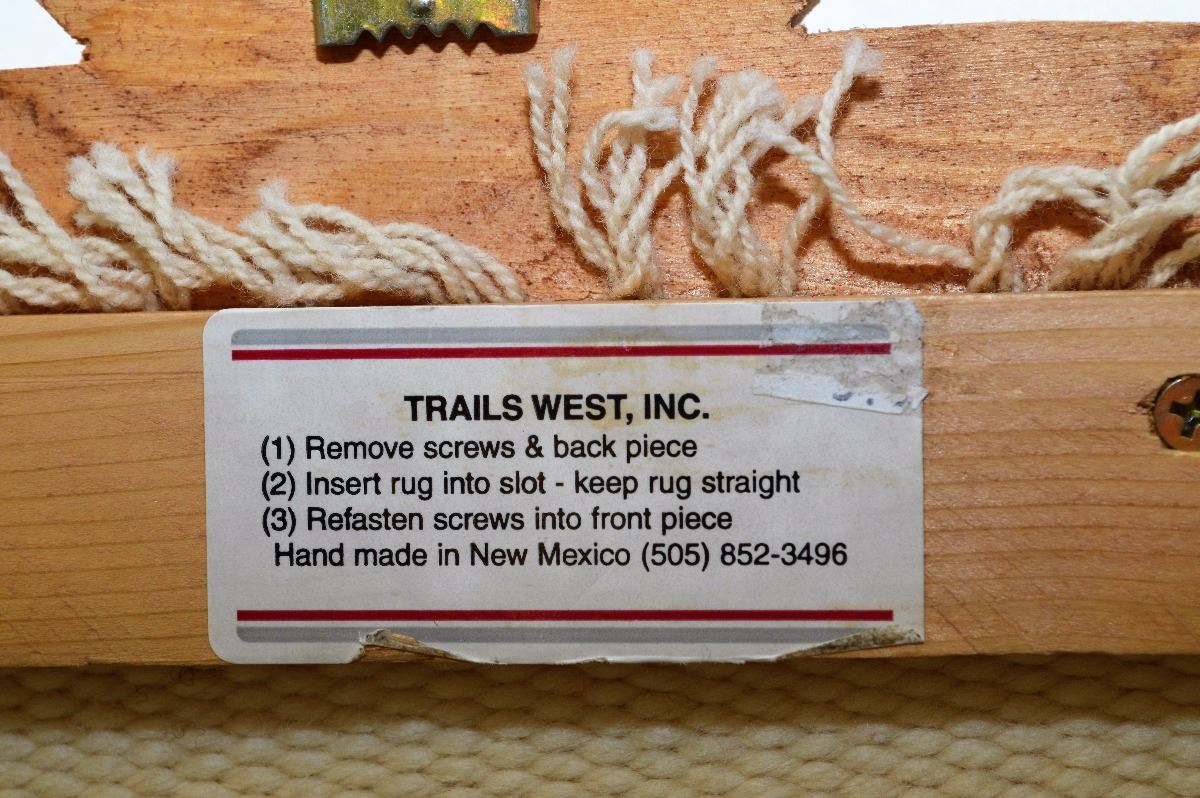 TRAILS WEST, INC.
(1) Remove screws & back piece
(2) Insert rug into slot - keep rug straight
(3) Refasten screws into front piece
Hand made in New Mexico (505) 852-3496